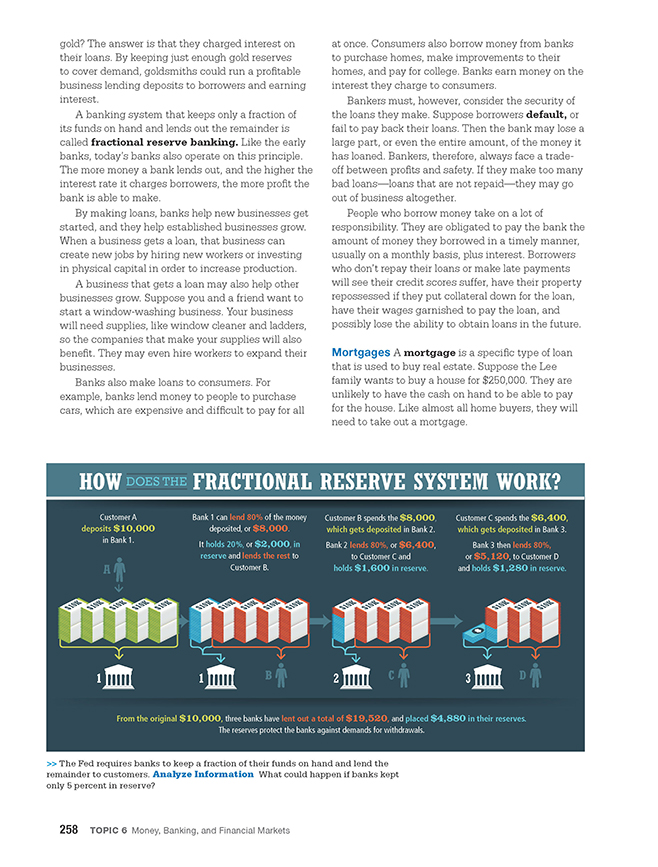 gold? The answer is that they charged interest on
their loans. By keeping just enough gold reserves
to cover demand, goldsmiths could run a profitable
business lending deposits to borrowers and earning
interest.
A banking system that keeps only a fraction of
its funds on hand and lends out the remainder is
called fractional reserve banking. Like the early
banks, today's banks also operate on this principle.
The more money a bank lends out, and the higher the
interest rate it charges borrowers, the more profit the
bank is able to make.
By making loans, banks help new businesses get
started, and they help established businesses grow.
When a business gets a loan, that business can
create new jobs by hiring new workers or investing
in physical capital in order to increase production.
A business that gets a loan may also help other
businesses grow. Suppose you and a friend want to
start a window-washing business. Your business
will need supplies, like window cleaner and ladders,
so the companies that make your supplies will also
benefit. They may even hire workers to expand their
businesses.
Banks also make loans to consumers. For
example, banks lend money to people to purchase
cars, which are expensive and difficult to pay for all
at once. Consumers also borrow money from banks
to purchase homes, make improvements to their
homes, and pay for college. Banks earn money on the
interest they charge to consumers.
Bankers must, however, consider the security of
the loans they make. Suppose borrowers default, or
fail to pay back their loans. Then the bank may lose a
large part, or even the entire amount, of the money it
has loaned. Bankers, therefore, always face a trade-
off between profits and safety. If they make too many
bad loans—loans that are not repaid—they may go
out of business altogether.
People who borrow money take on a lot of
responsibility. They are obligated to pay the bank the
amount of money they borrowed in a timely manner,
usually on a monthly basis, plus interest. Borrowers
who don't repay their loans or make late payments
will see their credit scores suffer, have their property
repossessed if they put collateral down for the loan,
have their wages garnished to pay the loan, and
possibly lose the ability to obtain loans in the future.
Mortgages A mortgage is a specific type of loan
that is used to buy real estate. Suppose the Lee
family wants to buy a house for $250,000. They are
unlikely to have the cash on hand to be able to pay
for the house. Like almost all home buyers, they will
need to take out a mortgage.
HOW DOES THE FRACTIONAL RESERVE SYSTEM WORK?
Customer A
deposits $10,000
in Bank 1.
Bank 1 can lend 80% of the money
deposited, or $8,000.
It holds 20%, or $2,000, in
reserve and lends the rest to
Customer B.
Customer B spends the $8,000,
which gets deposited in Bank 2.
Bank 2 lends 80%, or $6,400,
to Customer C and
holds $1,600 in reserve.
Customer C spends the $6,400,
which gets deposited in Bank 3.
Bank 3 then lends 80%,
or $5,120, to Customer D
and holds $1,280 in reserve.
A
1
1
B
2
C
3
D
From the original $10,000, three banks have lent out a total of $19,520, and placed $4,880 in their reserves.
The reserves protect the banks against demands for withdrawals.
>> The Fed requires banks to keep a fraction of their funds on hand and lend the
remainder to customers. Analyze Information What could happen if banks kept
only 5 percent in reserve?
258 TOPIC 6 Money, Banking, and Financial Markets